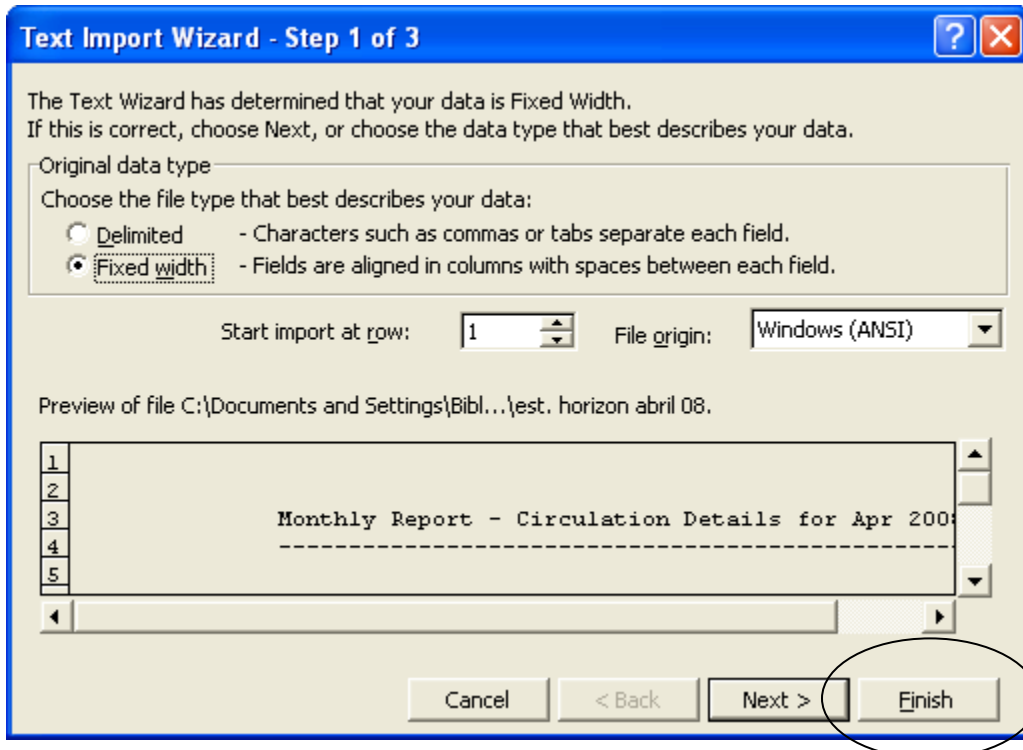 Text Import Wizard - Step 1 of 3
The Text Wizard has determined that your data is Fixed Width.
If this is correct, choose Next, or choose the data type that best describes your data.
Original data type
Choose the file type that best describes your data:
Delimited - Characters such as commas or tabs separate each field.
Fixed width - Fields are aligned in columns with spaces between each field.
Start import at row: 1 File origin: Windows (ANSI)
Preview of file C:\Documents and Settings\Bibl...\est. horizon abril 08.
1
2
3 Monthly Report - Circulation Details for Apr 200
4 -------------------------------------------------
5
Cancel < Back Next > Finish